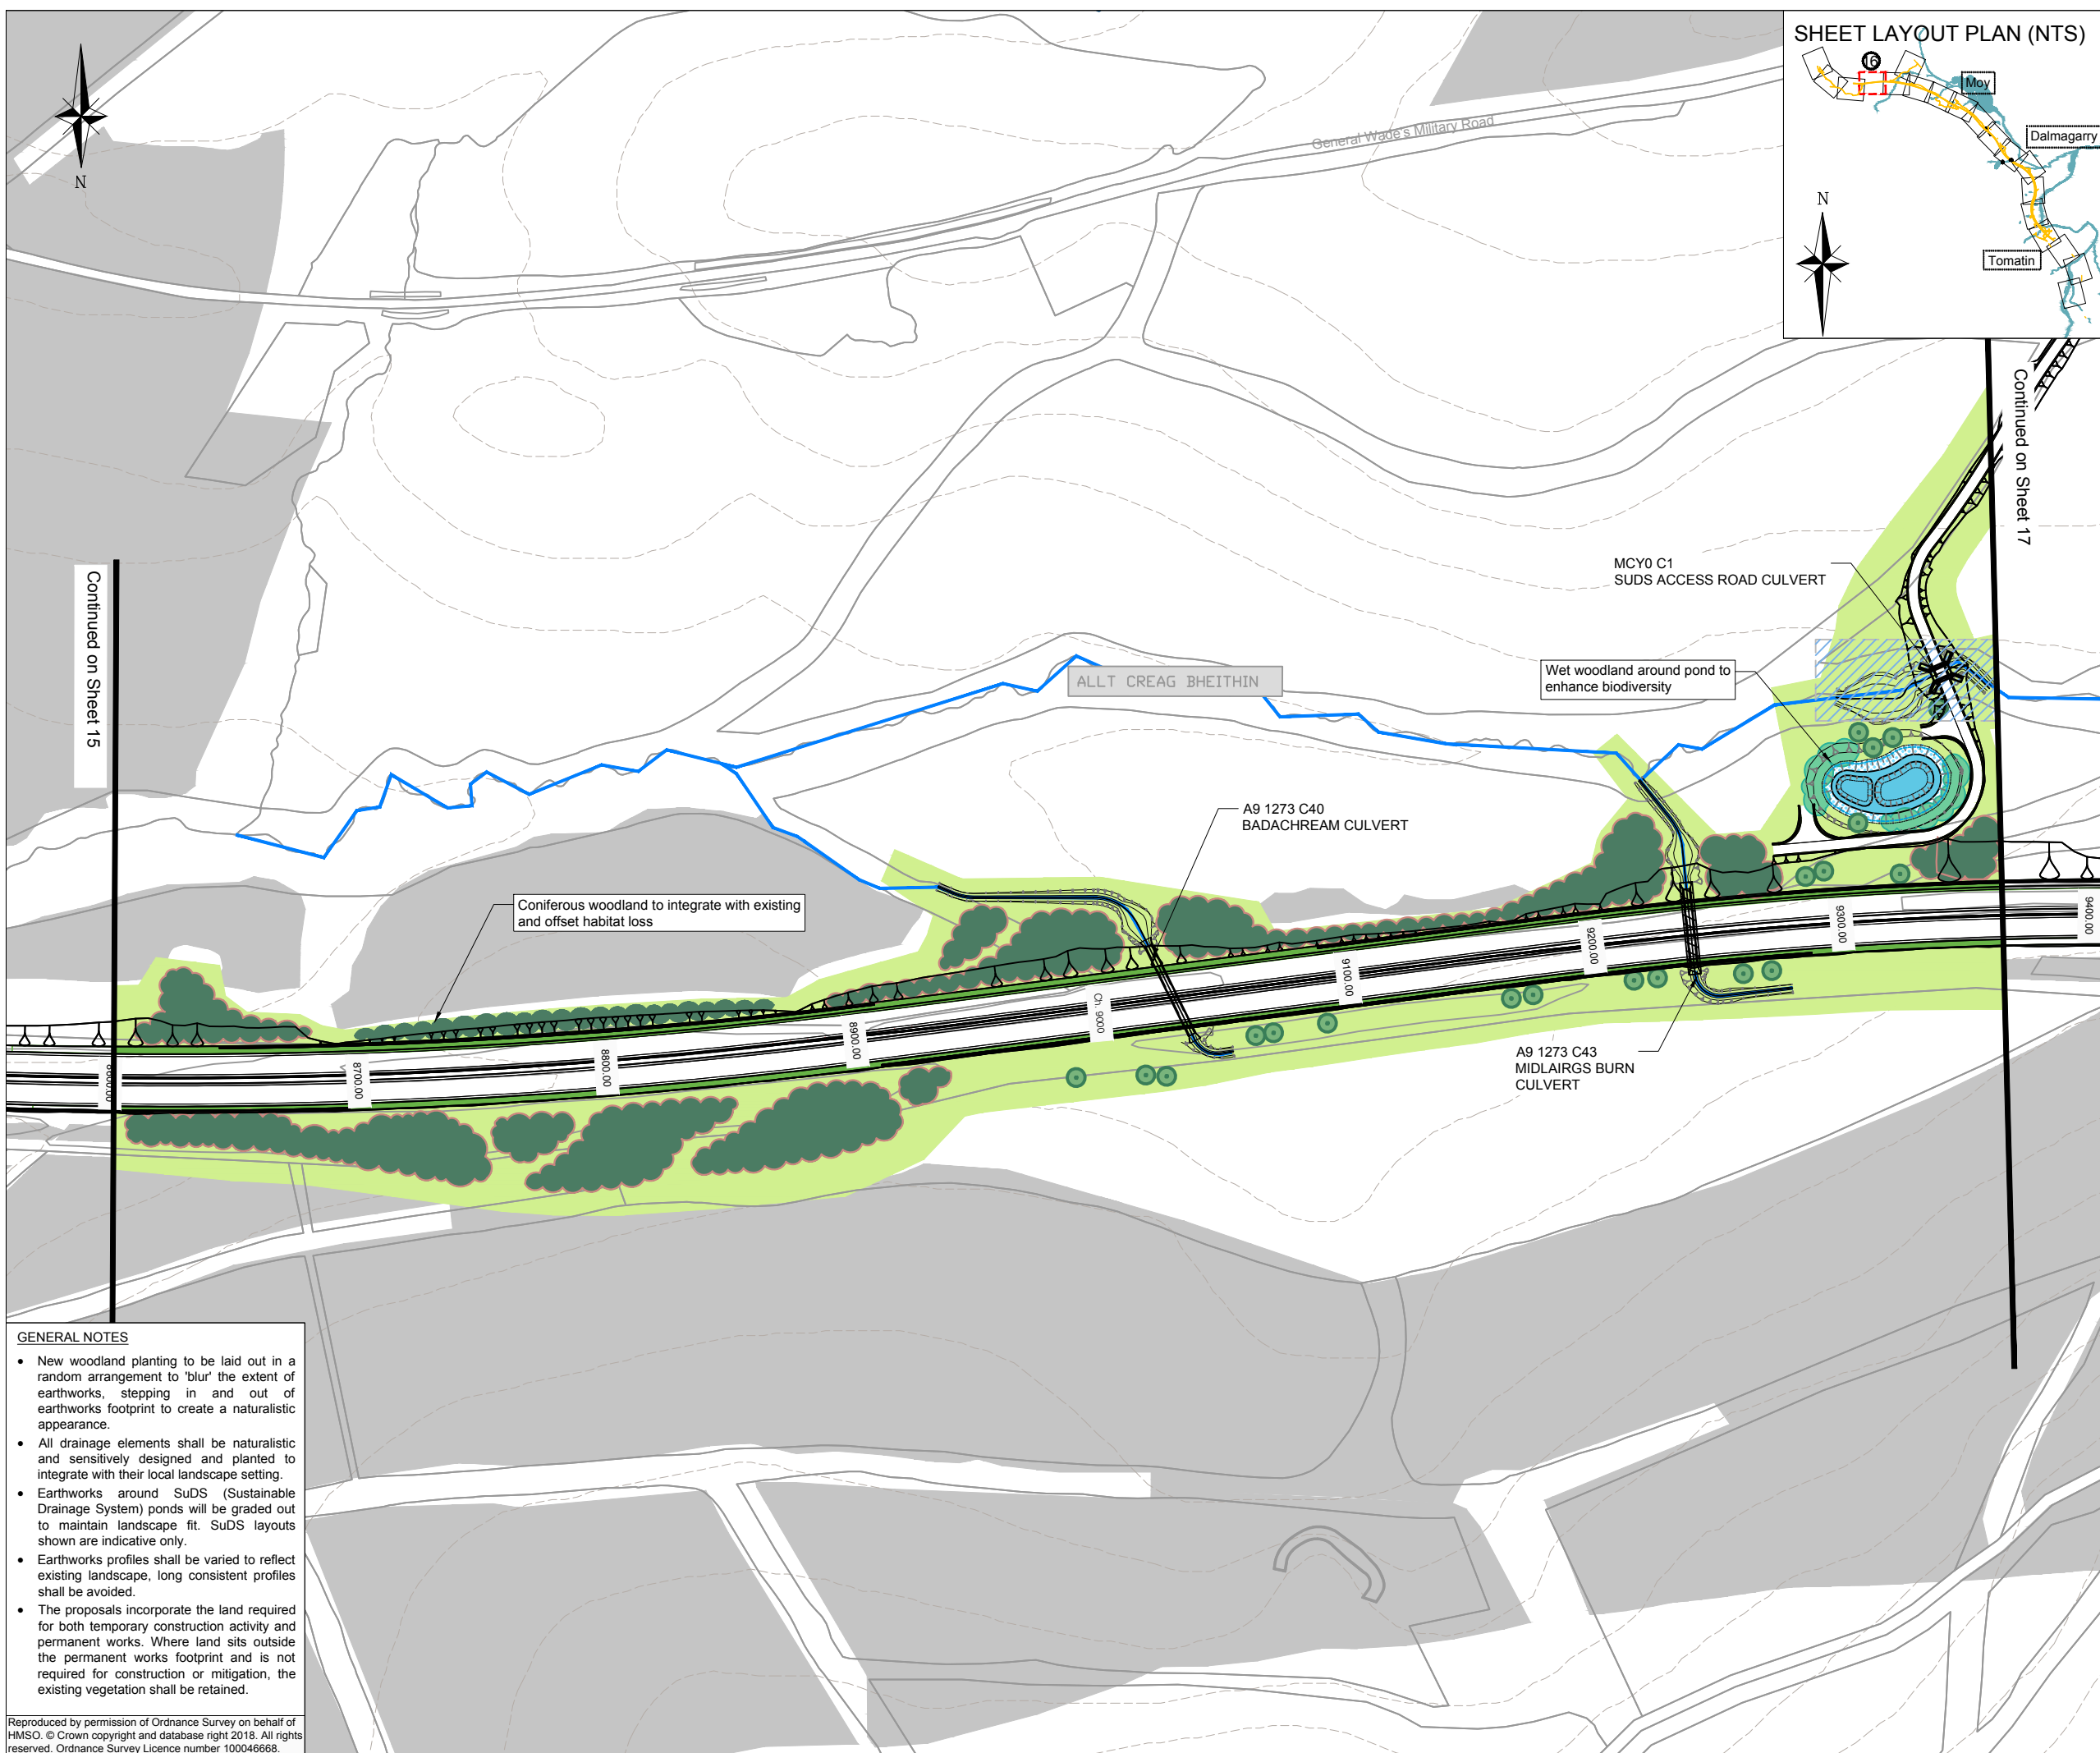 SHEET LAYOUT PLAN (NTS)
16
Moy
Dalmagarry
N
Tomatin
N
General Wade's Military Road
Continued on Sheet 17
Continued on Sheet 15
MCY0 C1
SUDS ACCESS ROAD CULVERT
Wet woodland around pond to
enhance biodiversity
ALLT CREAG BHEITHIN
A9 1273 C40
BADACHREAM CULVERT
Coniferous woodland to integrate with existing
and offset habitat loss
8700.00
8800.00
8900.00
Ch. 9000
9100.00
9200.00
9300.00
9400.00
A9 1273 C43
MIDLAIRGS BURN
CULVERT
GENERAL NOTES
• New woodland planting to be laid out in a
random arrangement to 'blur' the extent of
earthworks, stepping in and out of
earthworks footprint to create a naturalistic
appearance.
• All drainage elements shall be naturalistic
and sensitively designed and planted to
integrate with their local landscape setting.
• Earthworks around SuDS (Sustainable
Drainage System) ponds will be graded out
to maintain landscape fit. SuDS layouts
shown are indicative only.
• Earthworks profiles shall be varied to reflect
existing landscape, long consistent profiles
shall be avoided.
• The proposals incorporate the land required
for both temporary construction activity and
permanent works. Where land sits outside
the permanent works footprint and is not
required for construction or mitigation, the
existing vegetation shall be retained.
Reproduced by permission of Ordnance Survey on behalf of
HMSO. © Crown copyright and database right 2018. All rights
reserved. Ordnance Survey Licence number 100046668.